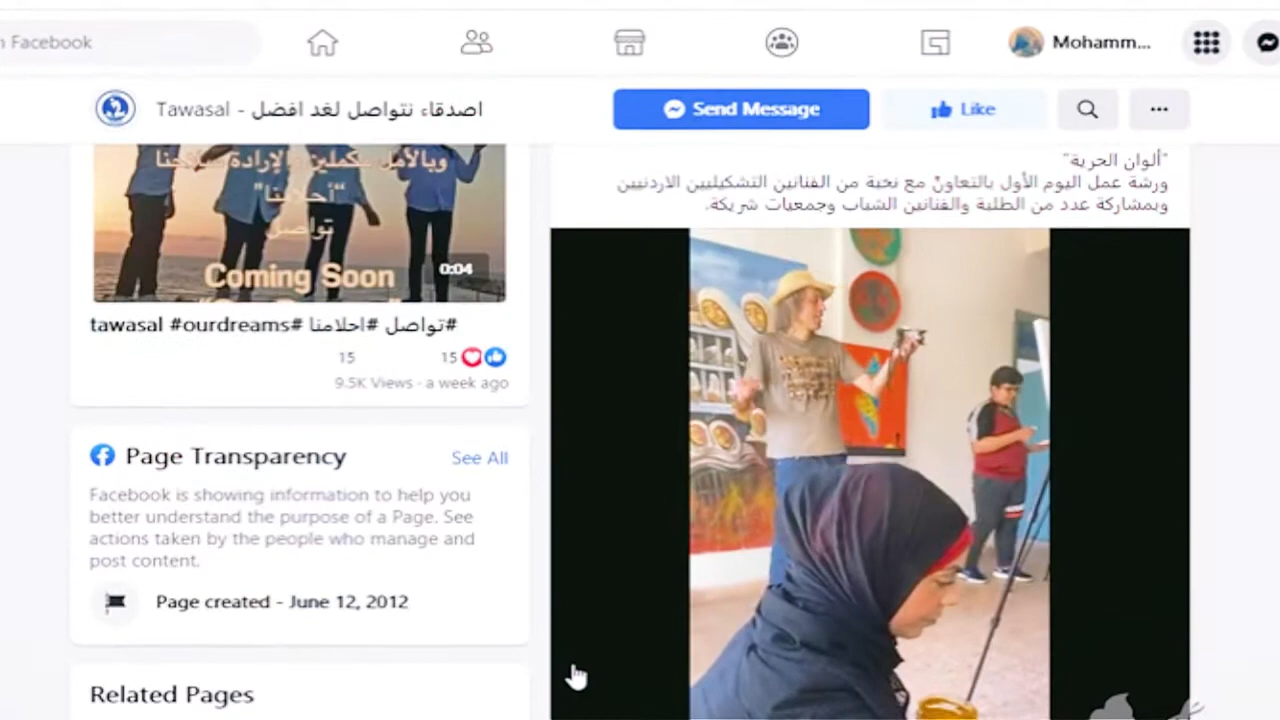 Facebook
Mohamm...
Tawasal - اصدقاء نتواصل لغد افضل
Send Message
Like
وبالأمل مكملين والإرادة سلاحنا
"أحلامنا"
تواصل
Coming Soon
0:04
tawasal #ourdreams# تواصل #احلامنا#
15
15
9.5K Views · a week ago
Page Transparency
See All
Facebook is showing information to help you
better understand the purpose of a Page. See
actions taken by the people who manage and
post content.
Page created - June 12, 2012
Related Pages
"ألوان الحرية"
ورشة عمل اليوم الأول بالتعاون مع نخبة من الفنانين التشكيليين الاردنيين
وبمشاركة عدد من الطلبة والفنانين الشباب وجمعيات شريكة.